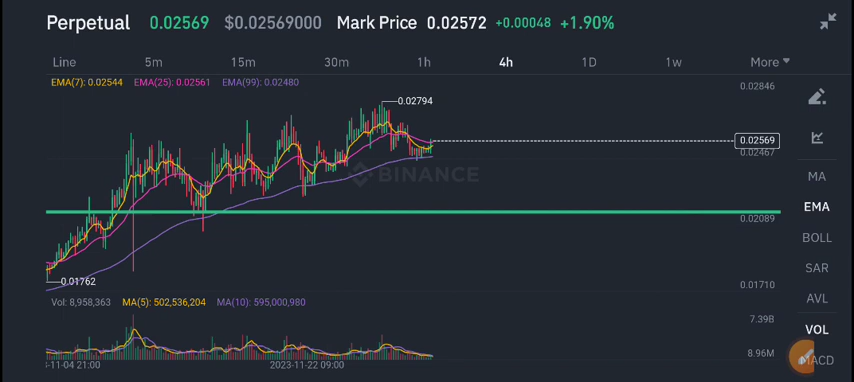 Perpetual 0.02569 $0.02569000 Mark Price 0.02572 +0.00048 +1.90%
Line 5m 15m 30m 1h 4h 1D 1w More
EMA(7): 0.02544 EMA(25): 0.02561 EMA(99): 0.02480
0.02846
0.02794
0.02569
0.02467
MA
BINANCE
EMA
0.02089
BOLL
SAR
0.01762
0.01710
AVL
Vol: 8,958,363 MA(5): 502,536,204 MA(10): 595,000,980
7.39B
VOL
8.96M
MACD
-11-04 21:00
2023-11-22 09:00